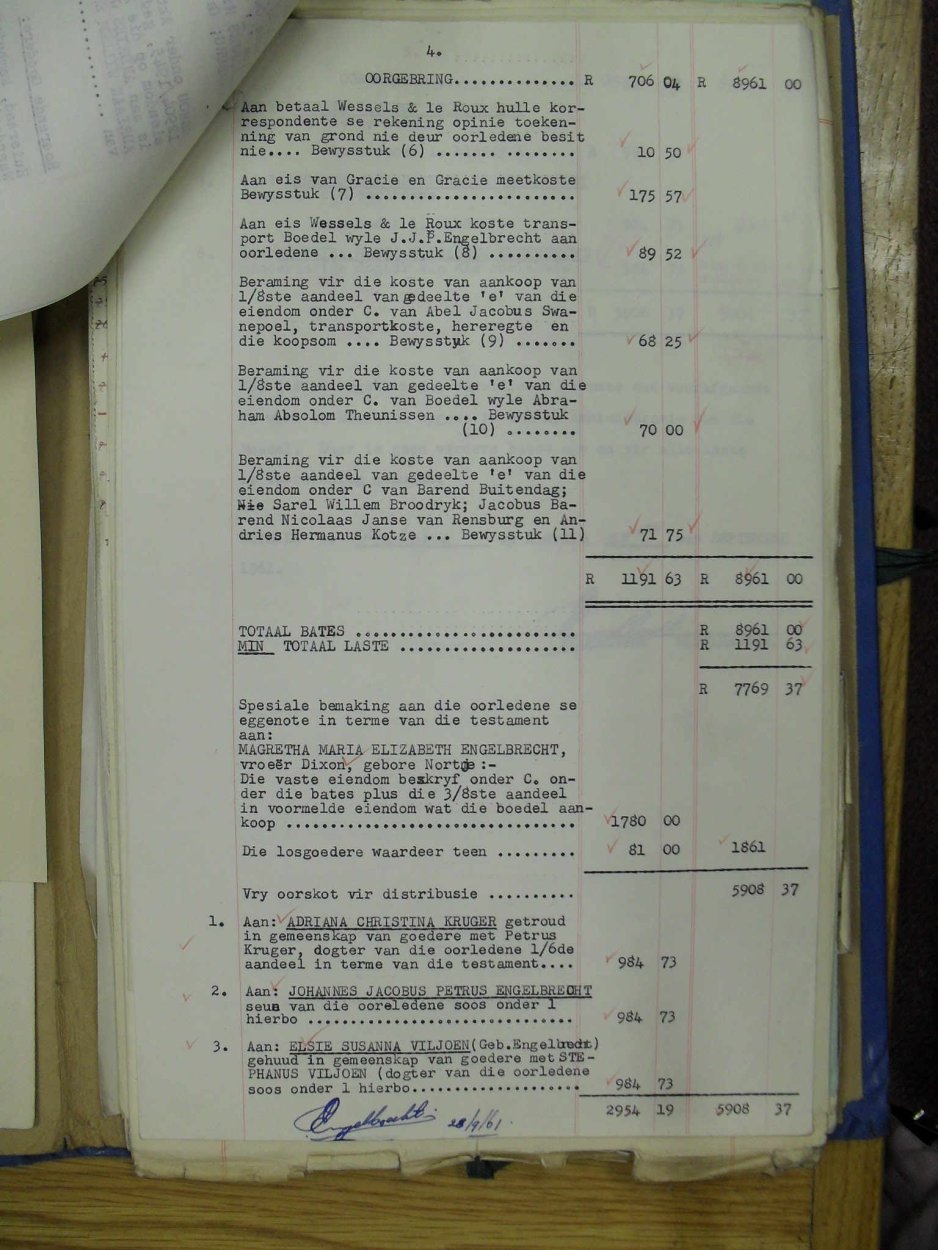 4.
OORGEBRING.............. R 706 04 R 8961 00
Aan betaal Wessels & le Roux hulle kor-
respondente se rekening opinie toeken-
ning van grond nie deur oorledene besit
nie.... Bewysstuk (6) ....... ........ 10 50
Aan eis van Gracie en Gracie meetkoste
Bewysstuk (7) ........................ 175 57
Aan eis Wessels & le Roux koste trans-
port Boedel wyle J.J.P.Engelbrecht aan
oorledene ... Bewysstuk (8) .......... 89 52
Beraming vir die koste van aankoop van
1/8ste aandeel van gedeelte 'e' van die
eiendom onder C. van Abel Jacobus Swa-
nepoel, transportkoste, hereregte en
die koopsom .... Bewysstyk (9) ....... 68 25
Beraming vir die koste van aankoop van
1/8ste aandeel van gedeelte 'e' van die
eiendom onder C. van Boedel wyle Abra-
ham Absolom Theunissen .... Bewysstuk
(10) ........ 70 00
Beraming vir die koste van aankoop van
1/8ste aandeel van gedeelte 'e' van die
eiendom onder C van Barend Buitendag;
Nie Sarel Willem Broodryk; Jacobus Ba-
rend Nicolaas Janse van Rensburg en An-
dries Hermanus Kotze ... Bewysstuk (11) 71 75
R 1191 63 R 8961 00
TOTAAL BATES ......................... R 8961 00
MIN TOTAAL LASTE .................... R 1191 63
R 7769 37
Spesiale bemaking aan die oorledene se
eggenote in terme van die testament
aan:
MAGRETHA MARIA ELIZABETH ENGELBRECHT,
vroeër Dixon, gebore Nortje :-
Die vaste eiendom beskryf onder C. on-
der die bates plus die 3/8ste aandeel
in voormelde eiendom wat die boedel aan-
koop ................................. 1780 00
Die losgoedere waardeer teen ......... 81 00 1861
Vry oorskot vir distribusie .......... 5908 37
1. Aan: ADRIANA CHRISTINA KRUGER getroud
in gemeenskap van goedere met Petrus
Kruger, dogter van die oorledene 1/6de
aandeel in terme van die testament.... 984 73
2. Aan: JOHANNES JACOBUS PETRUS ENGELBRECHT
seun van die ooreledene soos onder 1
hierbo .............................. 984 73
3. Aan: ELSIE SUSANNA VILJOEN(Geb.Engelbrecht)
gehuud in gemeenskap van goedere met STE-
PHANUS VILJOEN (dogter van die oorledene
soos onder 1 hierbo................... 984 73
2954 19 5908 37
Engelbrecht 28/9/61.